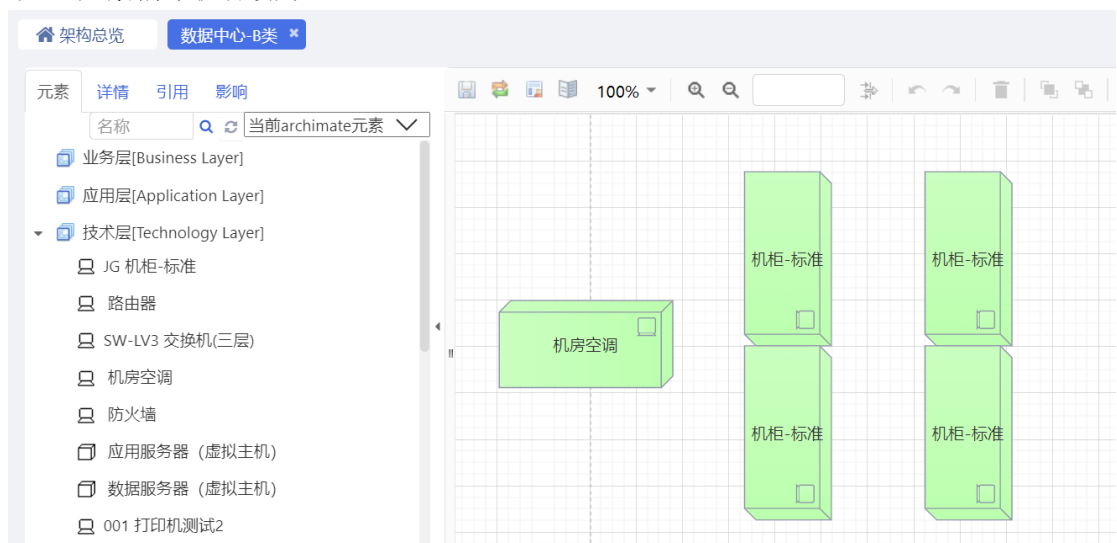 架构总览 数据中心-B类
元素 详情 引用 影响 100%
名称 当前archimate元素
业务层[Business Layer]
应用层[Application Layer]
技术层[Technology Layer]
JG 机柜-标准
路由器
SW-LV3 交换机(三层)
机房空调
防火墙
应用服务器（虚拟主机）
数据服务器（虚拟主机）
001 打印机测试2
机柜-标准 机柜-标准
机房空调
机柜-标准 机柜-标准